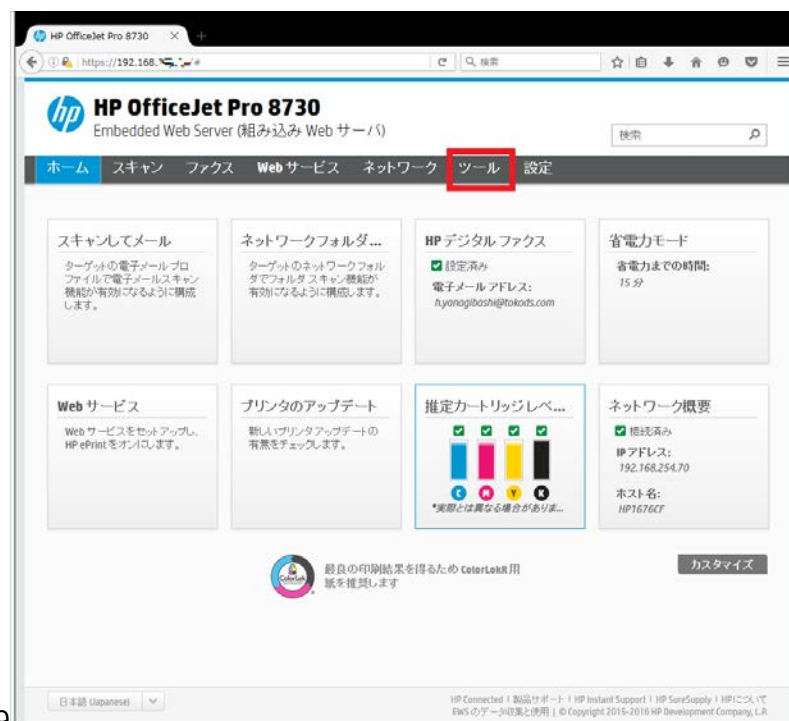 HP OfficeJet Pro 8730
https://192.168.
検索
hp
HP OfficeJet Pro 8730
Embedded Web Server (組み込み Web サーバ)
検索
ホーム スキャン ファクス Web サービス ネットワーク ツール 設定
スキャンしてメール
ターゲットの電子メール プロ
ファイルで電子メールスキャン
機能が有効になるように構成
します。
ネットワークフォルダ...
ターゲットのネットワークフォル
ダでフォルダ スキャン機能が
有効になるように構成します。
HP デジタル ファクス
設定済み
電子メール アドレス:
h.yanagibashi@tokods.com
省電力モード
省電力までの時間:
15 分
Web サービス
Web サービスをセットアップし、
HP ePrint をオンにします。
プリンタのアップデート
新しいプリンタアップデートの
有無をチェックします。
推定カートリッジレベ...
C M Y K
*実際とは異なる場合がありま...
ネットワーク概要
接続済み
IP アドレス:
192.168.254.70
ホスト名:
HP1676CF
ColorLok
最良の印刷結果を得るため ColorLokR 用
紙を推奨します
カスタマイズ
日本語 (Japanese)
HP Connected | 製品サポート | HP Instant Support | HP SureSupply | HP について
EWS のデータ収集と使用 | © Copyright 2015-2016 HP Development Company, L.P.
9